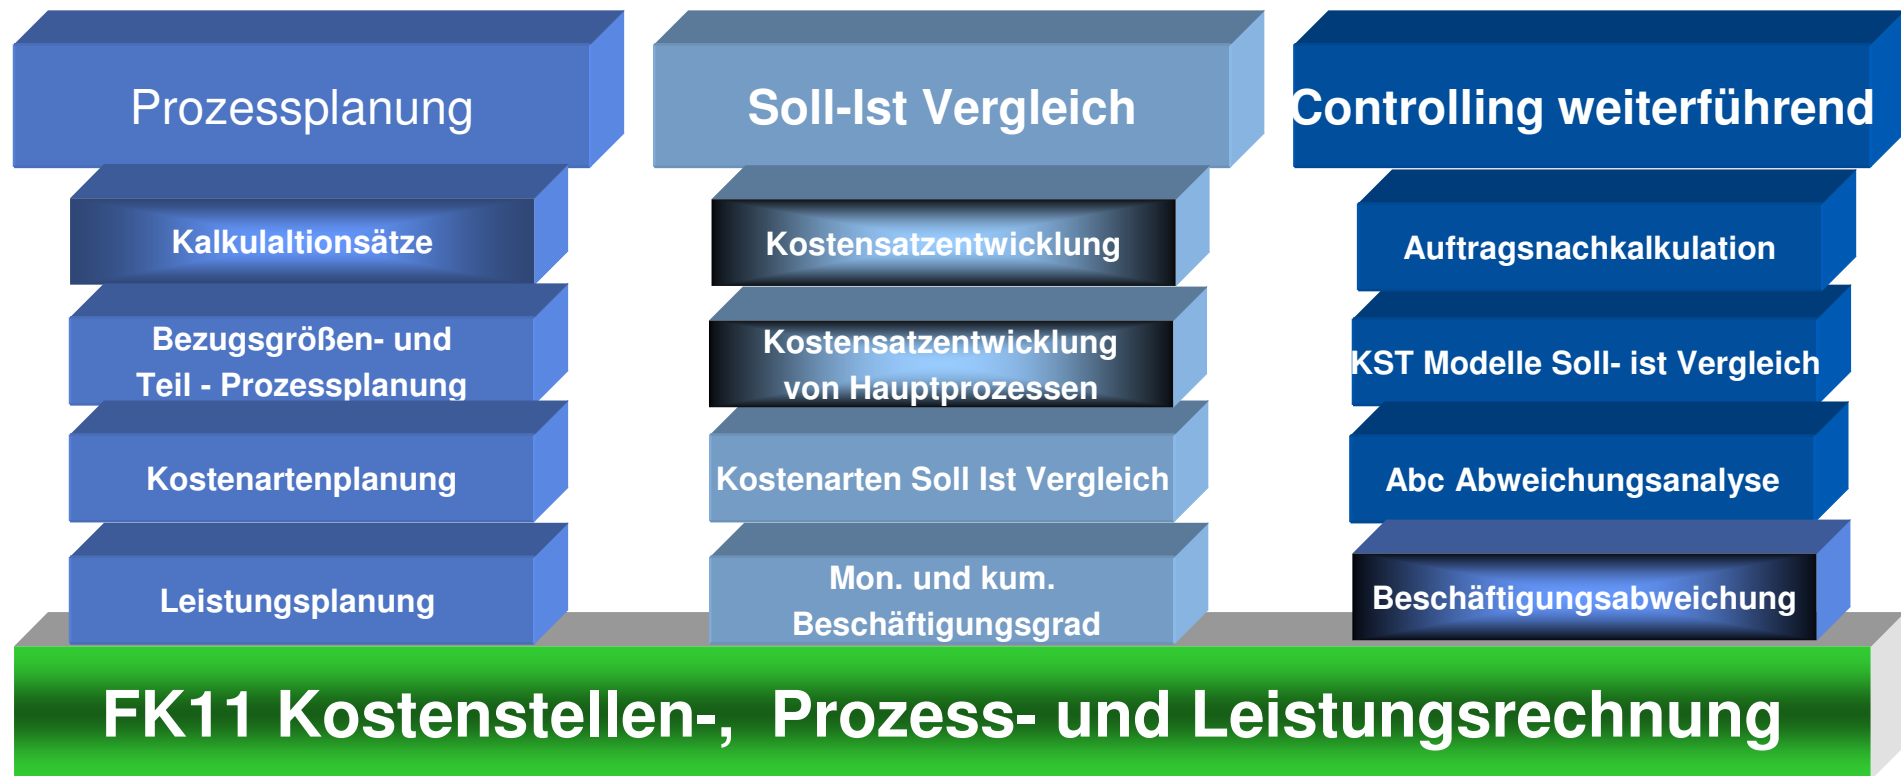 Prozessplanung
Kalkulaltionsätze
Bezugsgrößen- und
Teil - Prozessplanung
Kostenartenplanung
Leistungsplanung
Soll-Ist Vergleich
Kostensatzentwicklung
Kostensatzentwicklung
von Hauptprozessen
Kostenarten Soll Ist Vergleich
Mon. und kum.
Beschäftigungsgrad
Controlling weiterführend
Auftragsnachkalkulation
KST Modelle Soll- ist Vergleich
Abc Abweichungsanalyse
Beschäftigungsabweichung
FK11 Kostenstellen-, Prozess- und Leistungsrechnung